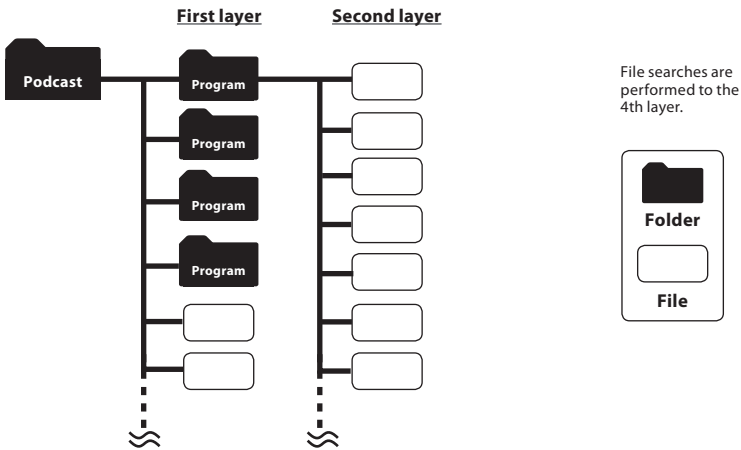 First layer
Second layer
Podcast
Program
Program
Program
Program
File searches are
performed to the
4th layer.
Folder
File